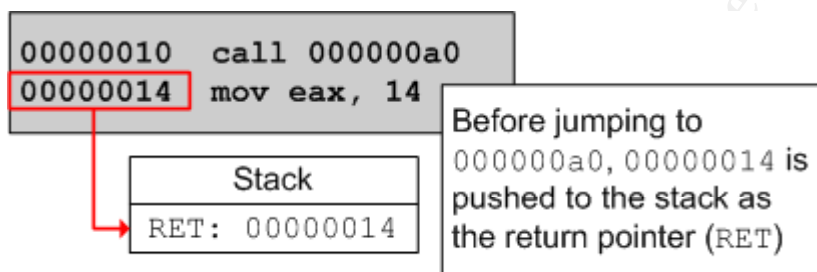 00000010 call 000000a0
00000014 mov eax, 14
Stack
RET: 00000014
Before jumping to
000000a0, 00000014 is
pushed to the stack as
the return pointer (RET)